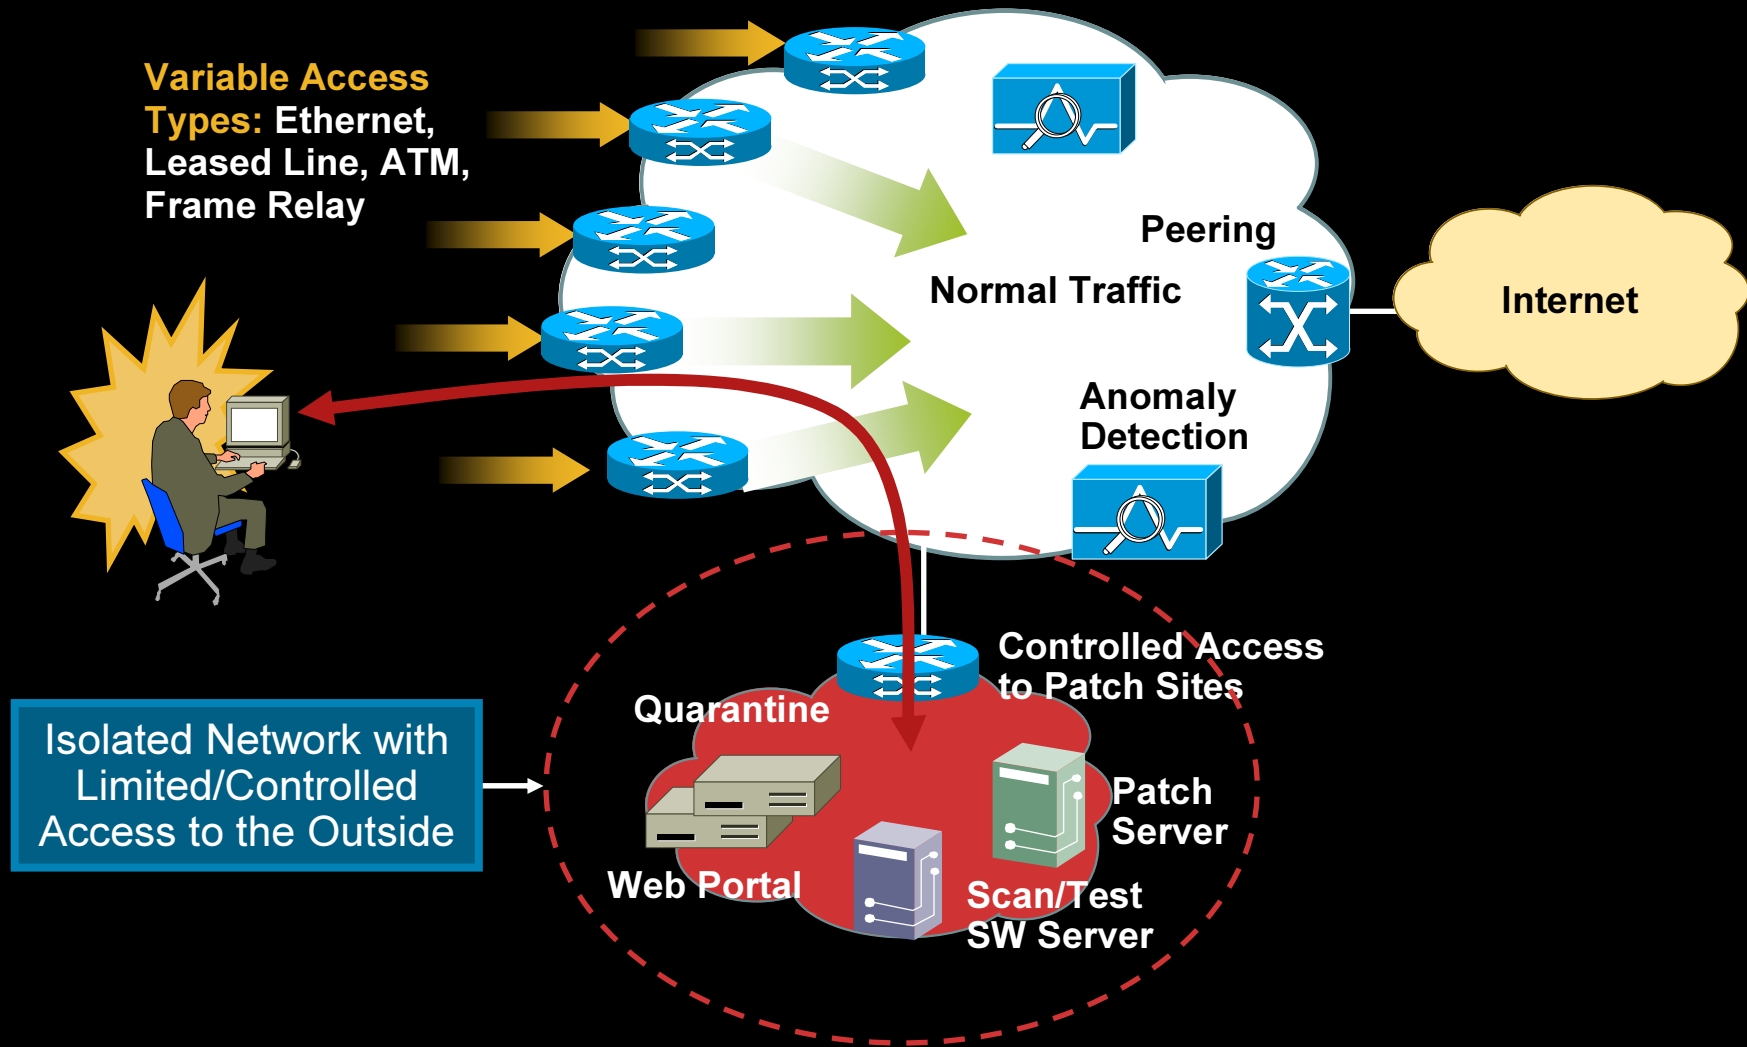 Variable Access
Types: Ethernet,
Leased Line, ATM,
Frame Relay
Peering
Normal Traffic
Internet
Anomaly
Detection
Controlled Access
to Patch Sites
Quarantine
Isolated Network with
Limited/Controlled
Access to the Outside
Patch
Server
Web Portal
Scan/Test
SW Server